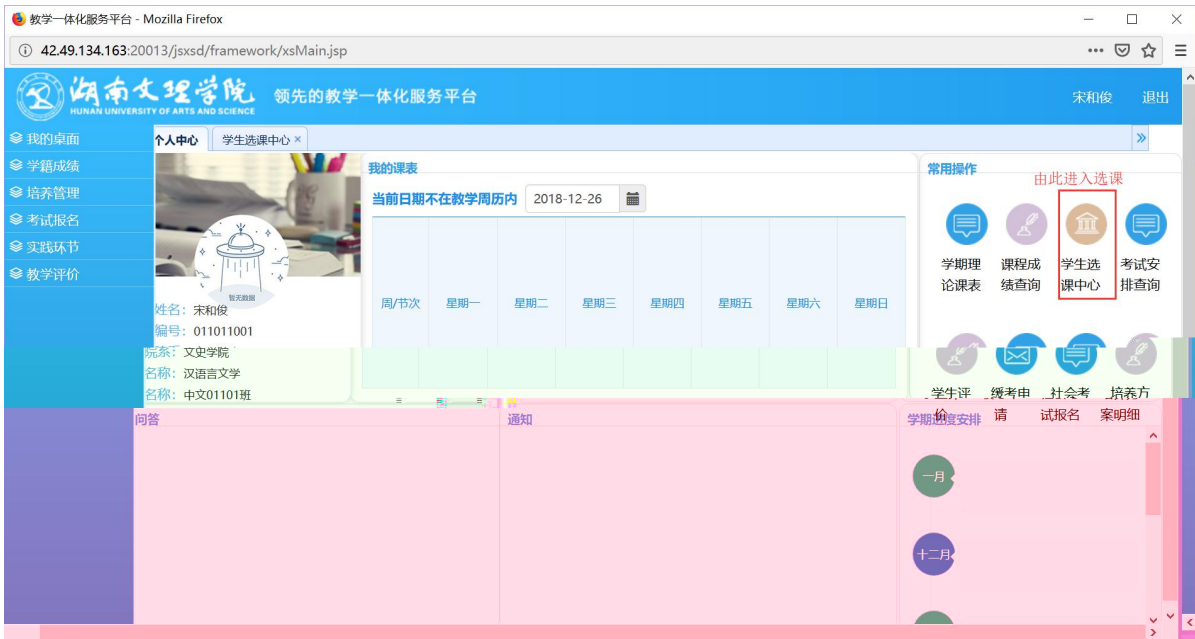 教学一体化服务平台 - Mozilla Firefox
42.49.134.163:20013/jsxsd/framework/xsMain.jsp
湖南文理学院
HUNAN UNIVERSITY OF ARTS AND SCIENCE
领先的教学一体化服务平台
宋和俊 退出
我的桌面
学籍成绩
培养管理
考试报名
实践环节
教学评价
个人中心 学生选课中心 ×
暂无数据
姓名：宋和俊
编号：011011001
院系：文史学院
名称：汉语言文学
名称：中文01101班
我的课表
当前日期不在教学周历内 2018-12-26
周/节次 星期一 星期二 星期三 星期四 星期五 星期六 星期日
常用操作
由此进入选课
学期理论课表
课程成绩查询
学生选课中心
考试安排查询
学生评价
缓考申请
社会考试报名
培养方案明细
问答
通知
学期进度安排
一月
十二月